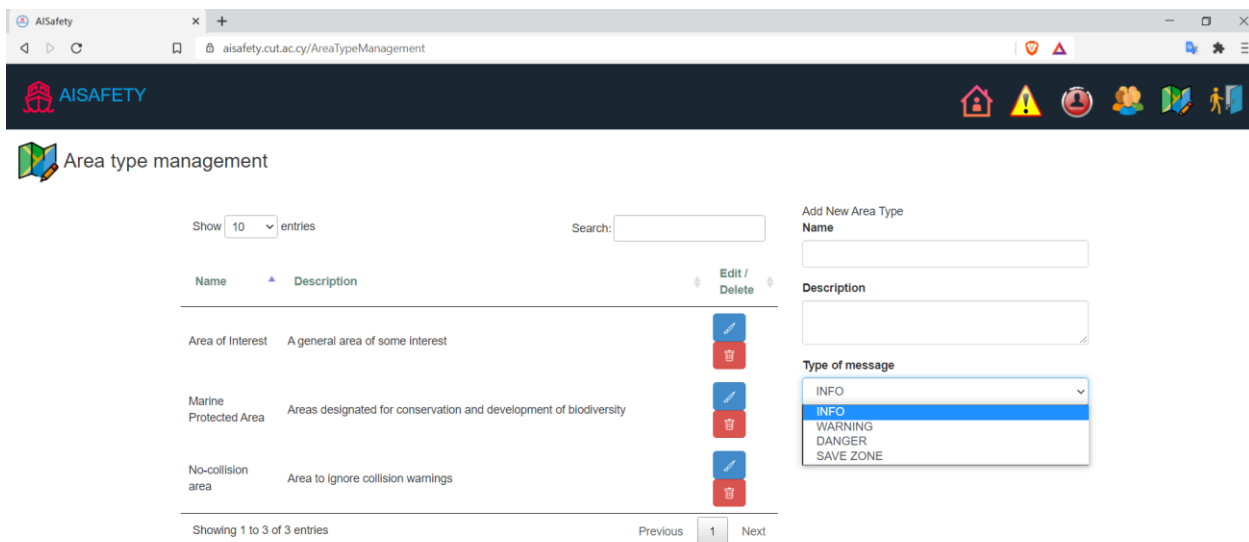 AISafety
aisafety.cut.ac.cy/AreaTypeManagement
AISAFETY
Area type management
Show 10 entries
Search:
Name Description Edit / Delete
Area of Interest A general area of some interest
Marine Protected Area Areas designated for conservation and development of biodiversity
No-collision area Area to ignore collision warnings
Showing 1 to 3 of 3 entries
Previous 1 Next
Add New Area Type
Name
Description
Type of message
INFO
INFO
WARNING
DANGER
SAVE ZONE